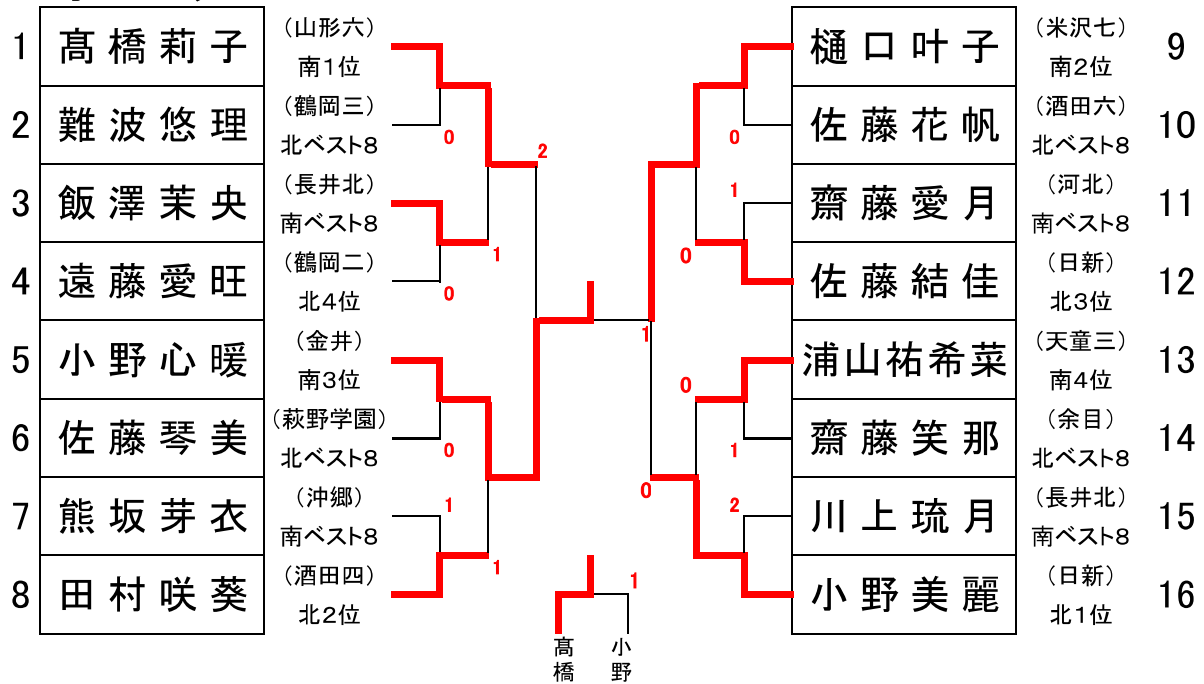 1 髙橋莉子 (山形六) 南1位
2 難波悠理 (鶴岡三) 北ベスト8
3 飯澤茉央 (長井北) 南ベスト8
4 遠藤愛旺 (鶴岡二) 北4位
5 小野心暖 (金井) 南3位
6 佐藤琴美 (萩野学園) 北ベスト8
7 熊坂芽衣 (沖郷) 南ベスト8
8 田村咲葵 (酒田四) 北2位
0
2
1
0
0
1
1
1
0
髙橋
小野
1
0
1
0
0
1
2
樋口叶子 (米沢七) 南2位 9
佐藤花帆 (酒田六) 北ベスト8 10
齋藤愛月 (河北) 南ベスト8 11
佐藤結佳 (日新) 北3位 12
浦山祐希菜 (天童三) 南4位 13
齋藤笑那 (余目) 北ベスト8 14
川上琉月 (長井北) 南ベスト8 15
小野美麗 (日新) 北1位 16